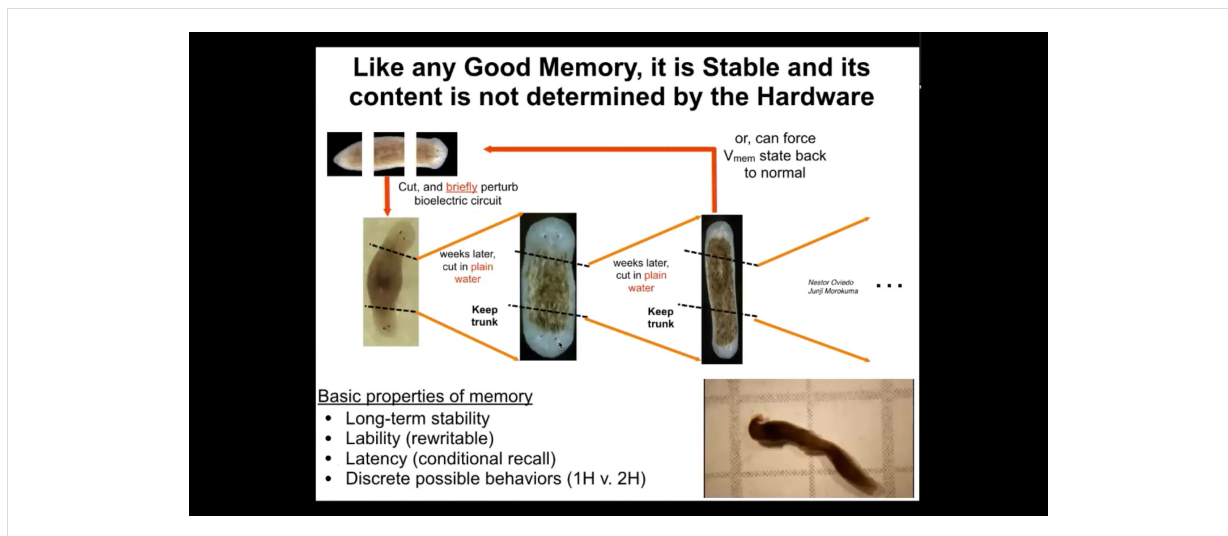 Like any Good Memory, it is Stable and its
content is not determined by the Hardware
or, can force
Vmem state back
to normal
Cut, and briefly perturb
bioelectric circuit
weeks later,
cut in plain
water
Keep
trunk
weeks later,
cut in plain
water
Keep
trunk
Nestor Oviedo
Junji Morokuma
...
Basic properties of memory
• Long-term stability
• Lability (rewritable)
• Latency (conditional recall)
• Discrete possible behaviors (1H v. 2H)